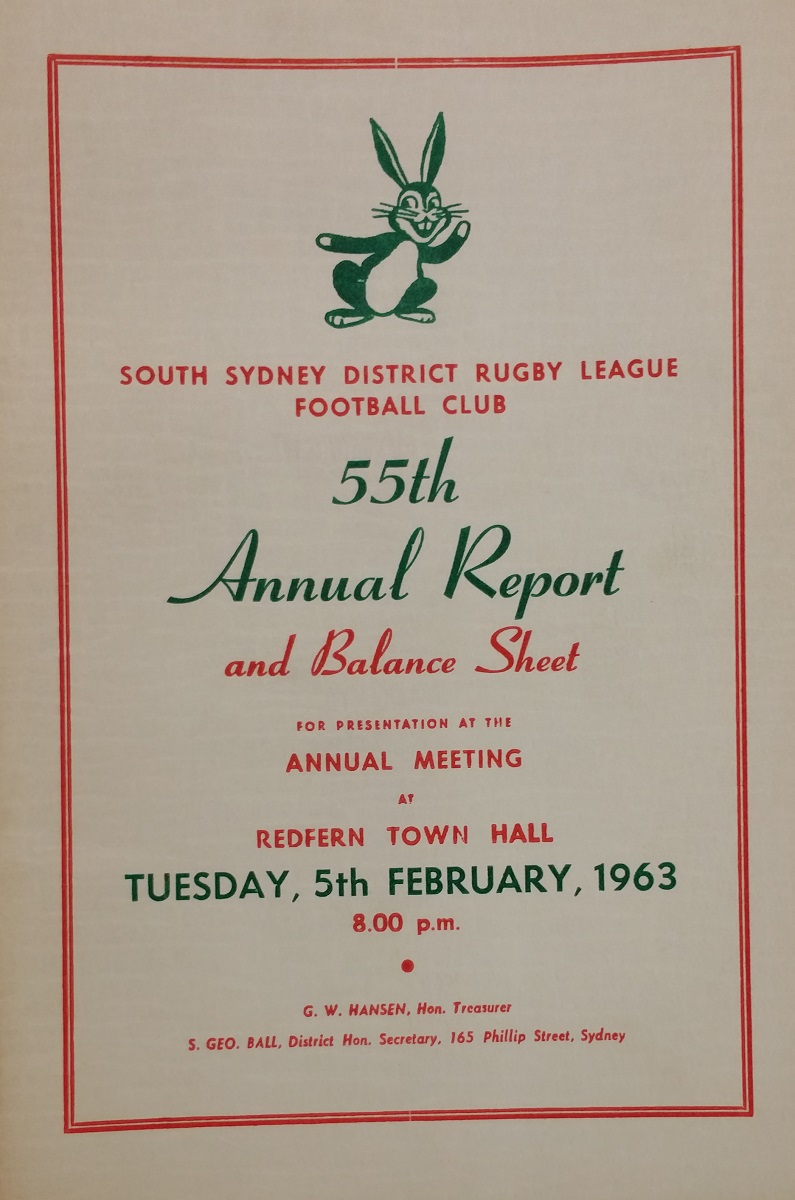 SOUTH SYDNEY DISTRICT RUGBY LEAGUE
FOOTBALL CLUB
55th
Annual Report
and Balance Sheet
FOR PRESENTATION AT THE
ANNUAL MEETING
AT
REDFERN TOWN HALL
TUESDAY, 5th FEBRUARY, 1963
8.00 p.m.
G. W. HANSEN, Hon. Treasurer
S. GEO. BALL, District Hon. Secretary, 165 Phillip Street, Sydney